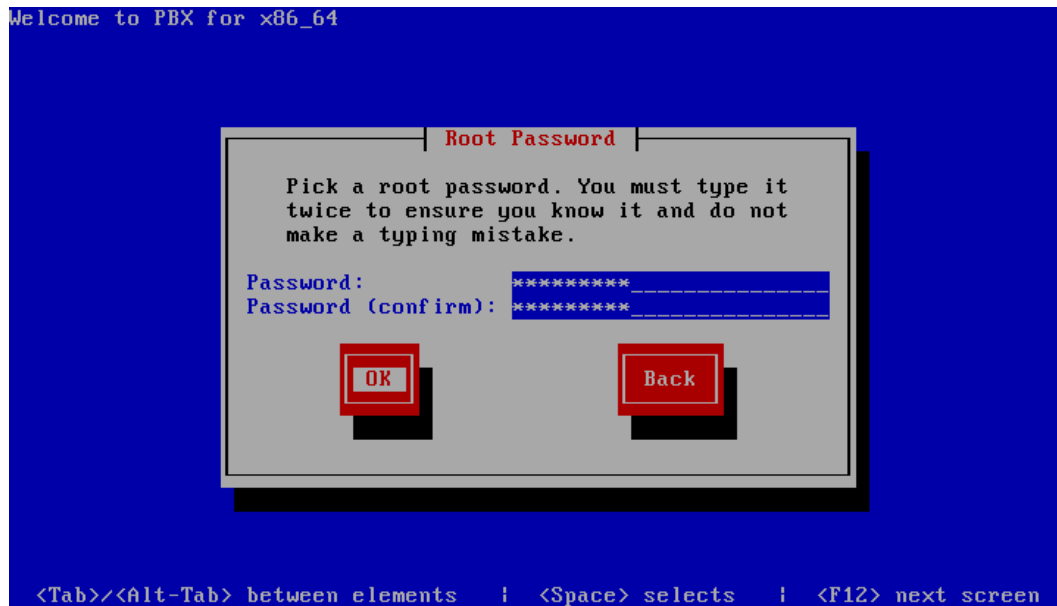 Welcome to PBX for x86_64
Root Password
Pick a root password. You must type it
twice to ensure you know it and do not
make a typing mistake.
Password: *********_______________
Password (confirm): *********_______________
OK Back
<Tab>/<Alt-Tab> between elements | <Space> selects | <F12> next screen